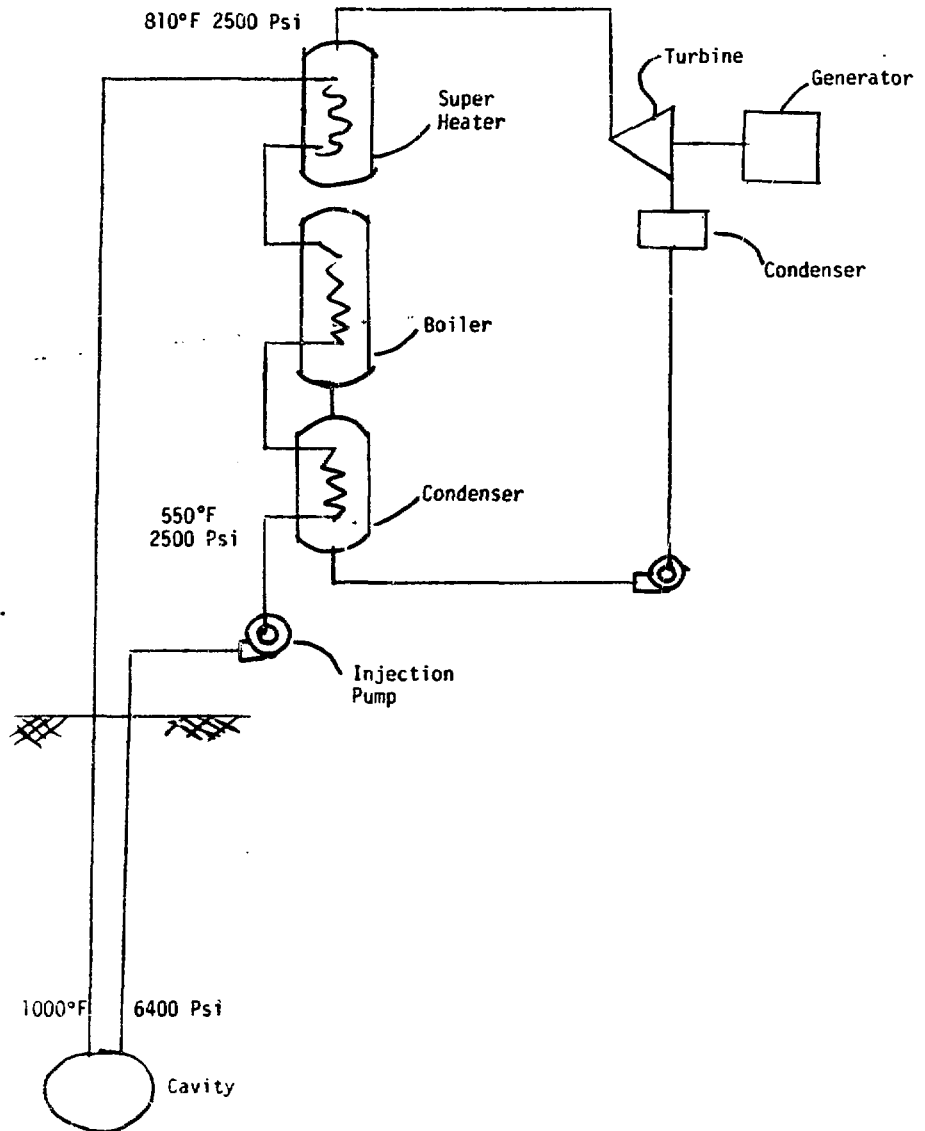 810°F 2500 Psi
Turbine
Generator
Super
Heater
Condenser
Boiler
Condenser
550°F
2500 Psi
Injection
Pump
1000°F 6400 Psi
Cavity